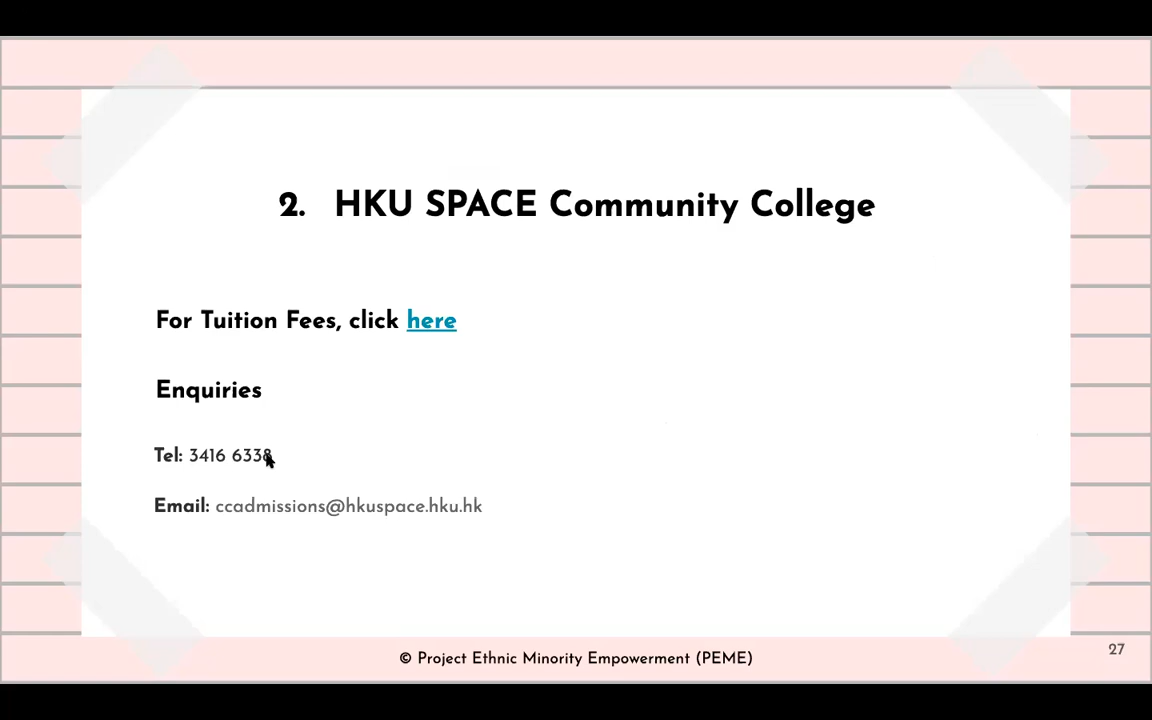 2. HKU SPACE Community College
For Tuition Fees, click here
Enquiries
Tel: 3416 6338
Email: ccadmissions@hkuspace.hku.hk
© Project Ethnic Minority Empowerment (PEME)
27